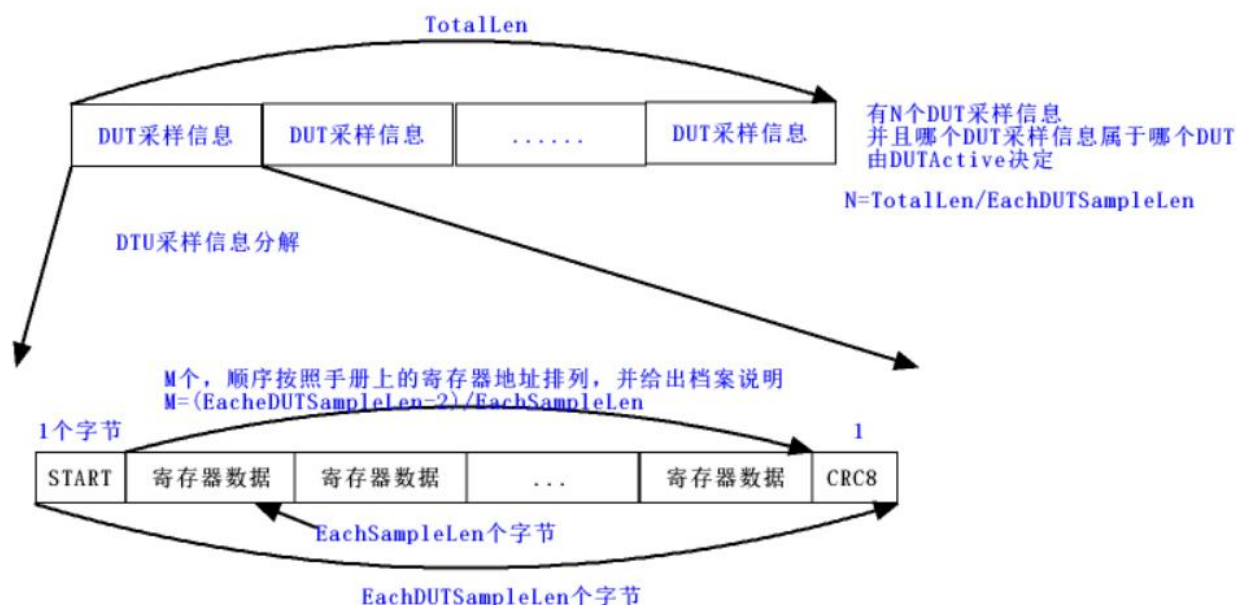 TotalLen
DUT采样信息
DUT采样信息
......
DUT采样信息
有N个DUT采样信息
并且哪个DUT采样信息属于哪个DUT
由DUTActive决定
N=TotalLen/EachDUTSampleLen
DTU采样信息分解
M个，顺序按照手册上的寄存器地址排列，并给出档案说明
M=(EacheDUTSampleLen-2)/EachSampleLen
1个字节
1
START
寄存器数据
寄存器数据
...
寄存器数据
CRC8
EachSampleLen个字节
EachDUTSampleLen个字节